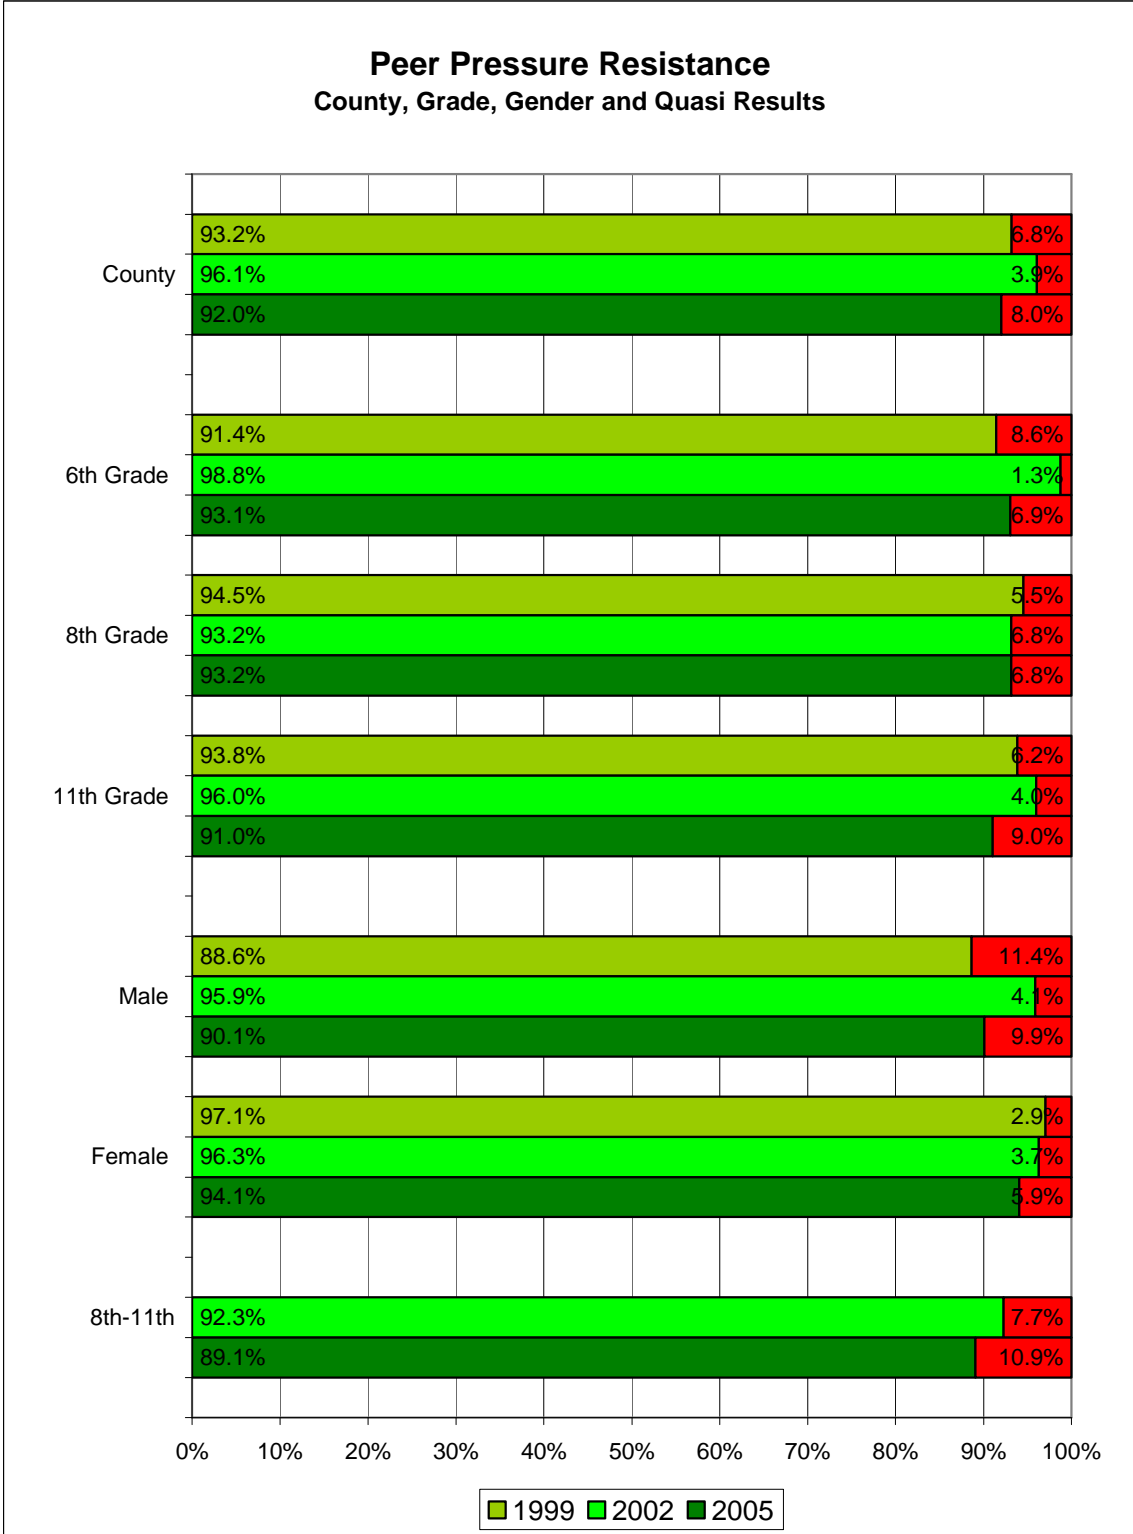 Peer Pressure Resistance
County, Grade, Gender and Quasi Results
93.2% 6.8%
County 96.1% 3.9%
92.0% 8.0%
91.4% 8.6%
6th Grade 98.8% 1.3%
93.1% 6.9%
94.5% 5.5%
8th Grade 93.2% 6.8%
93.2% 6.8%
93.8% 6.2%
11th Grade 96.0% 4.0%
91.0% 9.0%
88.6% 11.4%
Male 95.9% 4.1%
90.1% 9.9%
97.1% 2.9%
Female 96.3% 3.7%
94.1% 5.9%
8th-11th 92.3% 7.7%
89.1% 10.9%
0% 10% 20% 30% 40% 50% 60% 70% 80% 90% 100%
1999 2002 2005